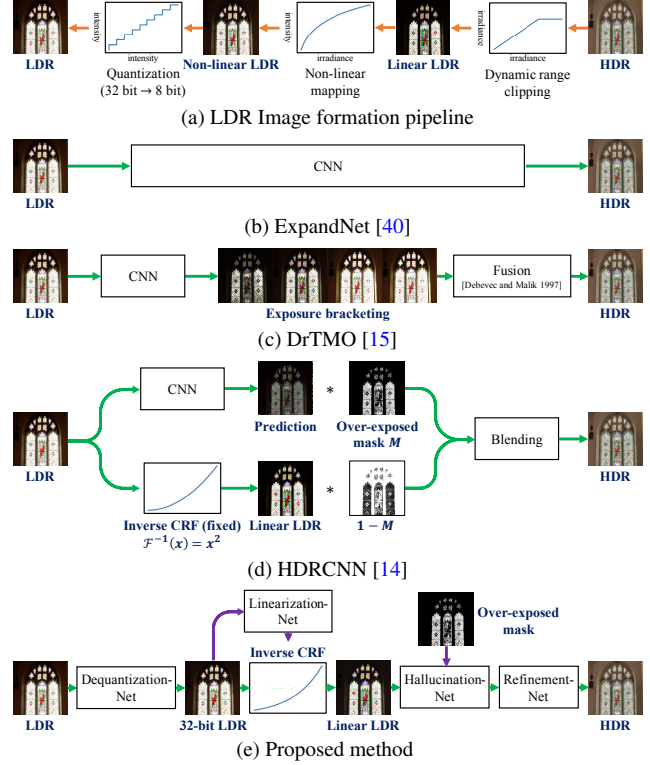 intensity
irradiance
LDR
intensity
Non-linear LDR
irradiance
Linear LDR
irradiance
HDR
Quantization
(32 bit → 8 bit)
Non-linear
mapping
Dynamic range
clipping
(a) LDR Image formation pipeline
CNN
LDR
HDR
(b) ExpandNet [40]
CNN
Fusion
[Debevec and Malik 1997]
LDR
Exposure bracketing
HDR
(c) DrTMO [15]
CNN
*
Prediction
Over-exposed
mask M
LDR
Blending
HDR
*
Inverse CRF (fixed)
F⁻¹(x) = x²
Linear LDR
1 − M
(d) HDRCNN [14]
Linearization-
Net
Over-exposed
mask
Inverse CRF
Dequantization-
Net
Hallucination-
Net
Refinement-
Net
LDR
32-bit LDR
Linear LDR
HDR
(e) Proposed method